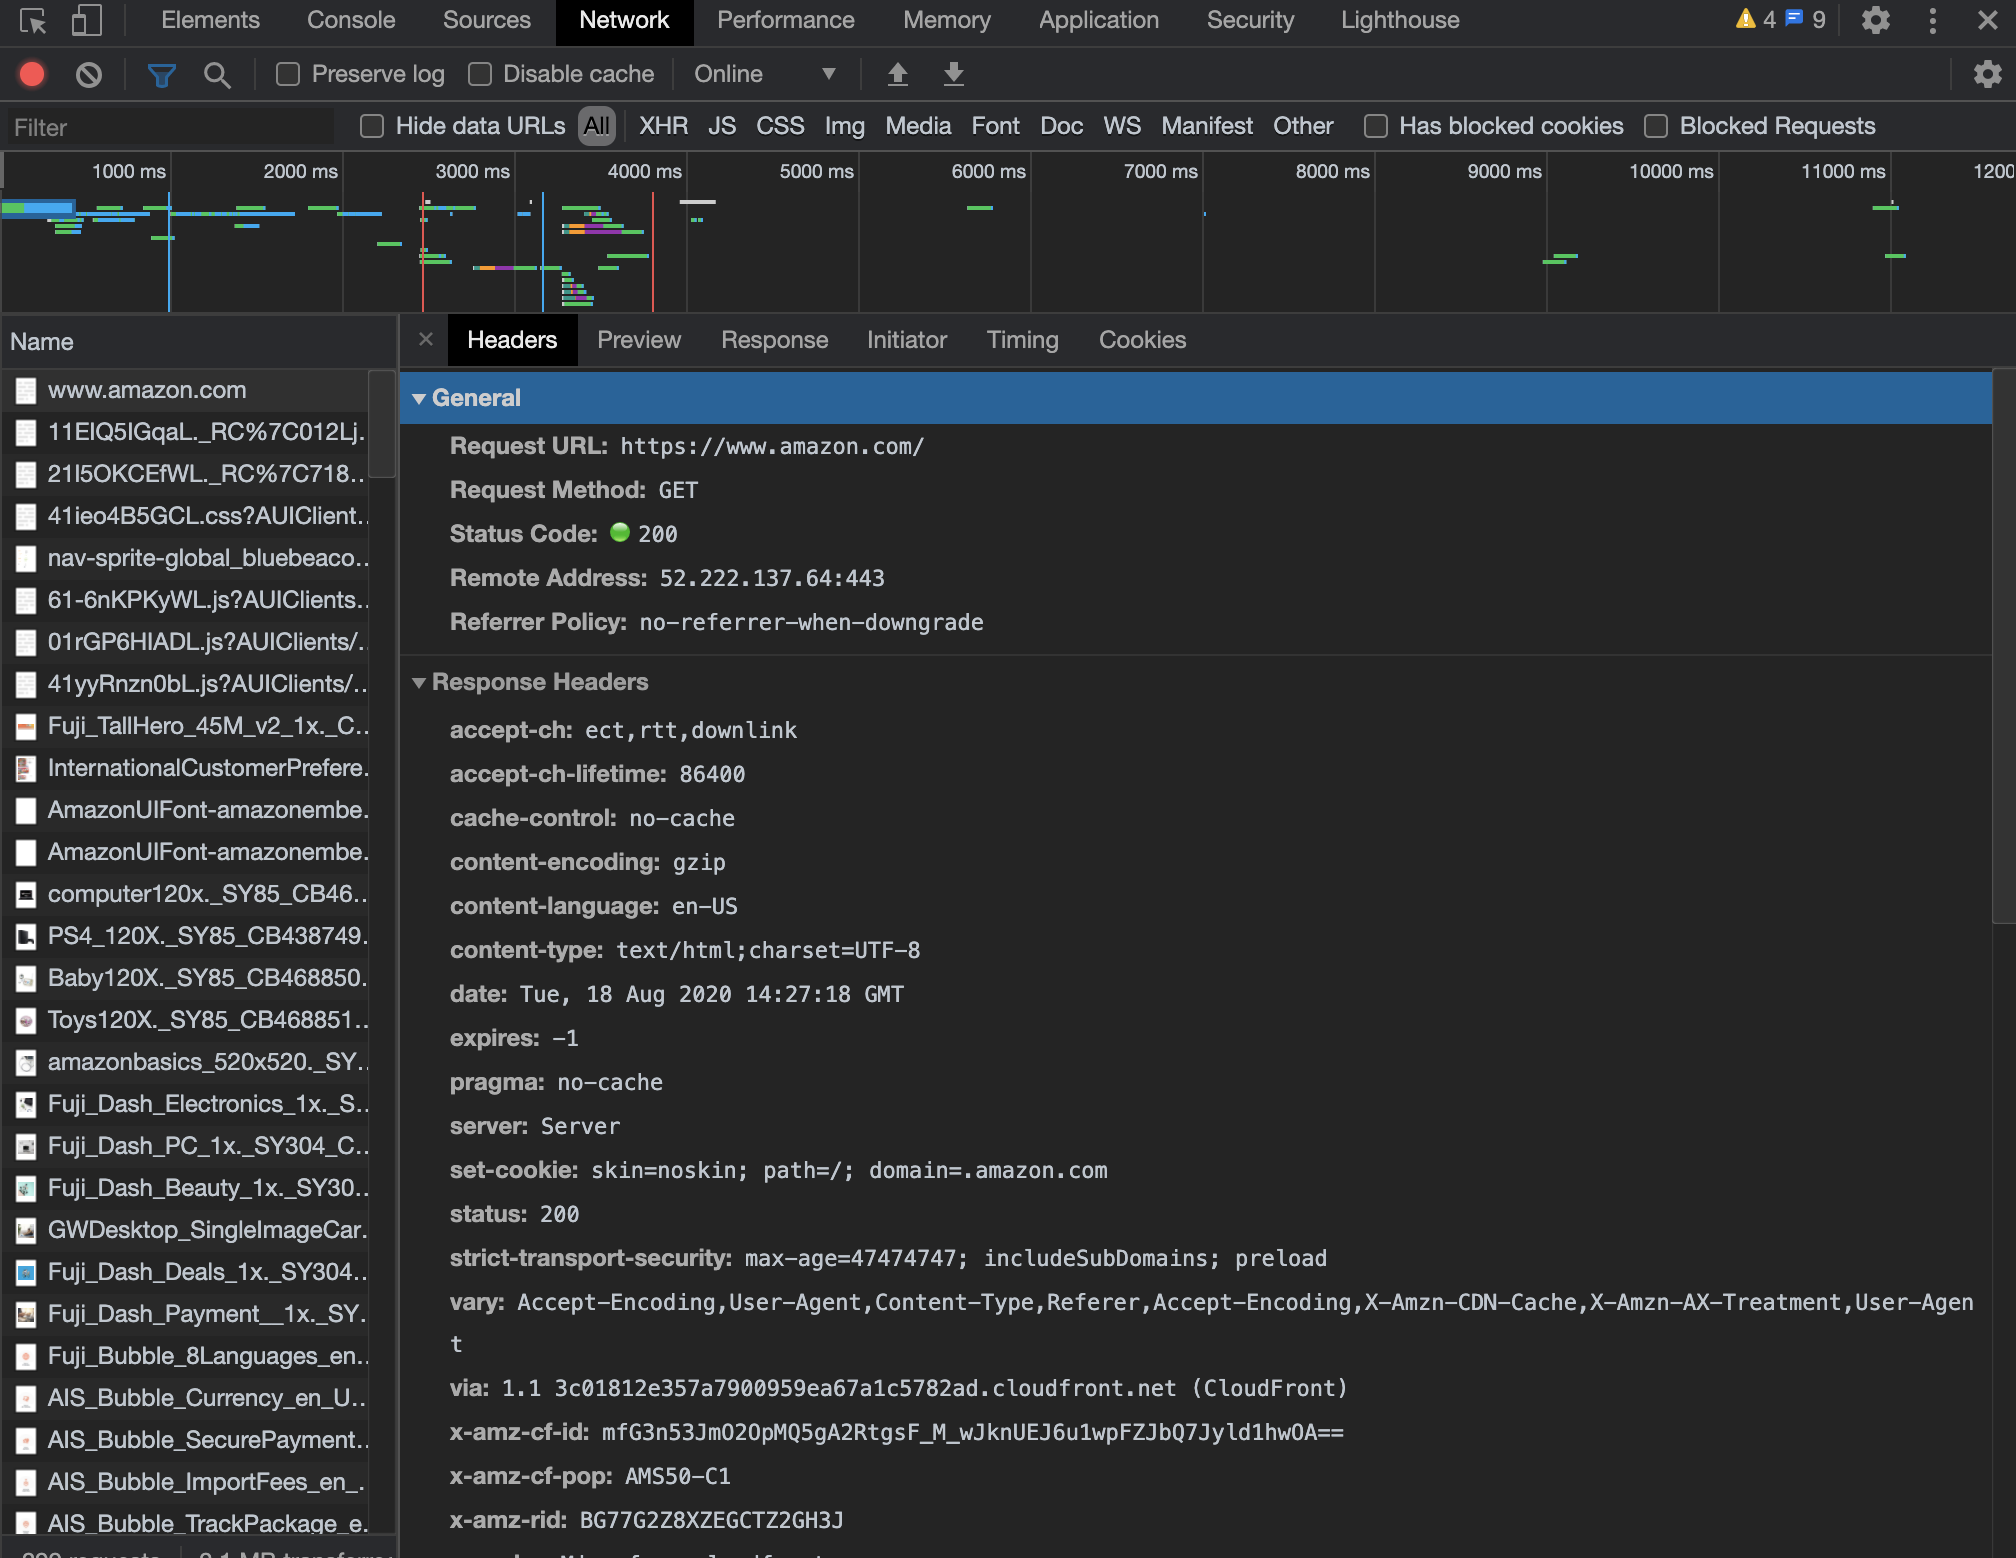 Elements Console Sources Network Performance Memory Application Security Lighthouse 4 9
Preserve log Disable cache Online
Filter Hide data URLs All XHR JS CSS Img Media Font Doc WS Manifest Other Has blocked cookies Blocked Requests
1000 ms 2000 ms 3000 ms 4000 ms 5000 ms 6000 ms 7000 ms 8000 ms 9000 ms 10000 ms 11000 ms 1200
Name
www.amazon.com
11ElQ5IGqaL._RC%7C012Lj.
21l5OKCEfWL._RC%7C718..
41ieo4B5GCL.css?AUIClient..
nav-sprite-global_bluebeaco..
61-6nKPKyWL.js?AUIClients..
01rGP6HIADL.js?AUIClients/..
41yyRnzn0bL.js?AUIClients/..
Fuji_TallHero_45M_v2_1x._C..
InternationalCustomerPrefere.
AmazonUIFont-amazonembe.
AmazonUIFont-amazonembe.
computer120x._SY85_CB46..
PS4_120X._SY85_CB438749.
Baby120X._SY85_CB468850.
Toys120X._SY85_CB468851..
amazonbasics_520x520._SY..
Fuji_Dash_Electronics_1x._S..
Fuji_Dash_PC_1x._SY304_C..
Fuji_Dash_Beauty_1x._SY30..
GWDesktop_SingleImageCar.
Fuji_Dash_Deals_1x._SY304..
Fuji_Dash_Payment__1x._SY.
Fuji_Bubble_8Languages_en..
AIS_Bubble_Currency_en_U..
AIS_Bubble_SecurePayment..
AIS_Bubble_ImportFees_en_.
AIS_Bubble_TrackPackage_e.
Headers Preview Response Initiator Timing Cookies
General
Request URL: https://www.amazon.com/
Request Method: GET
Status Code: 200
Remote Address: 52.222.137.64:443
Referrer Policy: no-referrer-when-downgrade
Response Headers
accept-ch: ect,rtt,downlink
accept-ch-lifetime: 86400
cache-control: no-cache
content-encoding: gzip
content-language: en-US
content-type: text/html;charset=UTF-8
date: Tue, 18 Aug 2020 14:27:18 GMT
expires: -1
pragma: no-cache
server: Server
set-cookie: skin=noskin; path=/; domain=.amazon.com
status: 200
strict-transport-security: max-age=47474747; includeSubDomains; preload
vary: Accept-Encoding,User-Agent,Content-Type,Referer,Accept-Encoding,X-Amzn-CDN-Cache,X-Amzn-AX-Treatment,User-Agen
t
via: 1.1 3c01812e357a7900959ea67a1c5782ad.cloudfront.net (CloudFront)
x-amz-cf-id: mfG3n53JmO2OpMQ5gA2RtgsF_M_wJknUEJ6u1wpFZJbQ7Jyld1hwOA==
x-amz-cf-pop: AMS50-C1
x-amz-rid: BG77G2Z8XZEGCTZ2GH3J